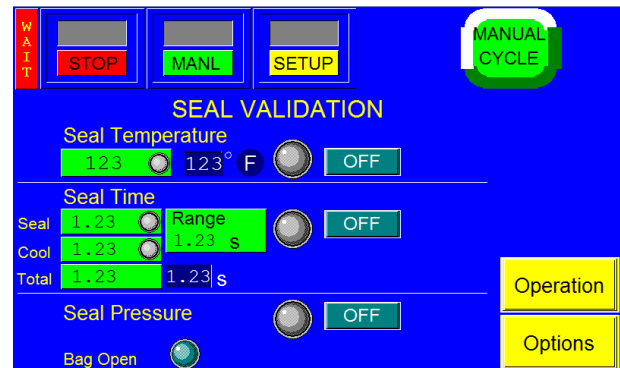 WAIT
STOP MANL SETUP
MANUAL
CYCLE
SEAL VALIDATION
Seal Temperature
123 123° F OFF
Seal Time
Seal 1.23 Range OFF
1.23 s
Cool 1.23
Total 1.23 1.23 s
Operation
Seal Pressure OFF
Options
Bag Open